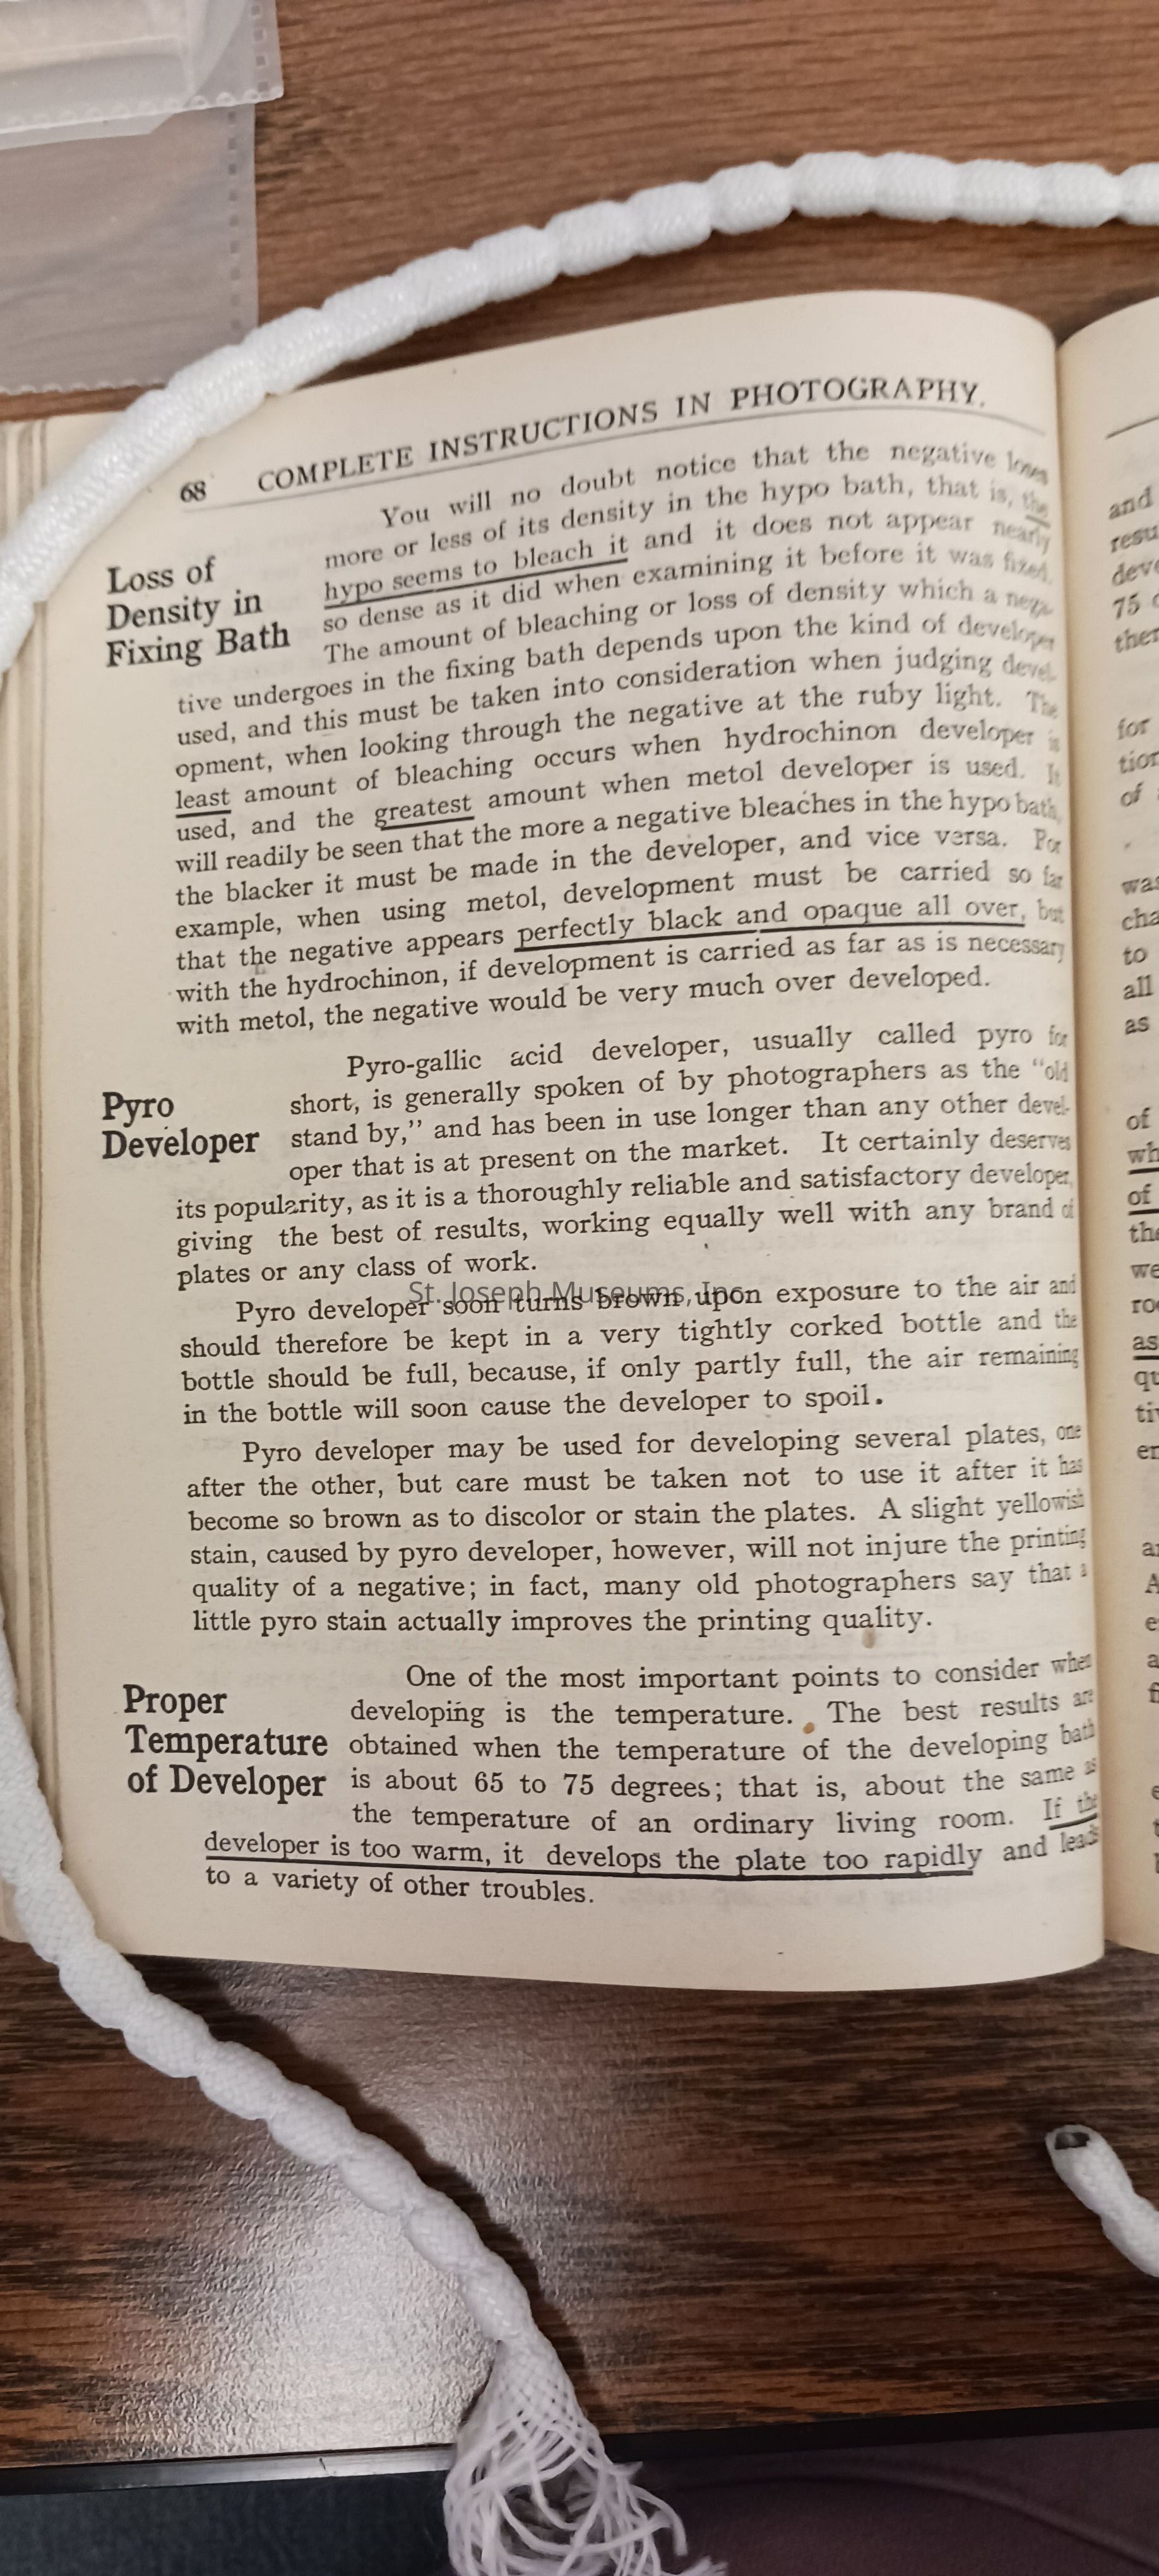 68 COMPLETE INSTRUCTIONS IN PHOTOGRAPHY.
Loss of
Density in
Fixing Bath
You will no doubt notice that the negative loses
more or less of its density in the hypo bath, that is, the
hypo seems to bleach it and it does not appear nearly
so dense as it did when examining it before it was fixed.
The amount of bleaching or loss of density which a nega-
tive undergoes in the fixing bath depends upon the kind of developer
used, and this must be taken into consideration when judging devel-
opment, when looking through the negative at the ruby light. The
least amount of bleaching occurs when hydrochinon developer is
used, and the greatest amount when metol developer is used. It
will readily be seen that the more a negative bleaches in the hypo bath,
the blacker it must be made in the developer, and vice versa. For
example, when using metol, development must be carried so far
that the negative appears perfectly black and opaque all over, but
with the hydrochinon, if development is carried as far as is necessary
with metol, the negative would be very much over developed.
Pyro
Developer
Pyro-gallic acid developer, usually called pyro for
short, is generally spoken of by photographers as the "old
stand by," and has been in use longer than any other devel-
oper that is at present on the market. It certainly deserves
its popularity, as it is a thoroughly reliable and satisfactory developer,
giving the best of results, working equally well with any brand of
plates or any class of work.
St. Joseph Museums, Inc.
Pyro developer soon turns brown upon exposure to the air and
should therefore be kept in a very tightly corked bottle and the
bottle should be full, because, if only partly full, the air remaining
in the bottle will soon cause the developer to spoil.
Pyro developer may be used for developing several plates, one
after the other, but care must be taken not to use it after it has
become so brown as to discolor or stain the plates. A slight yellowish
stain, caused by pyro developer, however, will not injure the printing
quality of a negative; in fact, many old photographers say that a
little pyro stain actually improves the printing quality.
Proper
Temperature
of Developer
One of the most important points to consider when
developing is the temperature. The best results are
obtained when the temperature of the developing bath
is about 65 to 75 degrees; that is, about the same as
the temperature of an ordinary living room. If the
developer is too warm, it develops the plate too rapidly and leads
to a variety of other troubles.
and
75
for
of
to
all
as
of
of